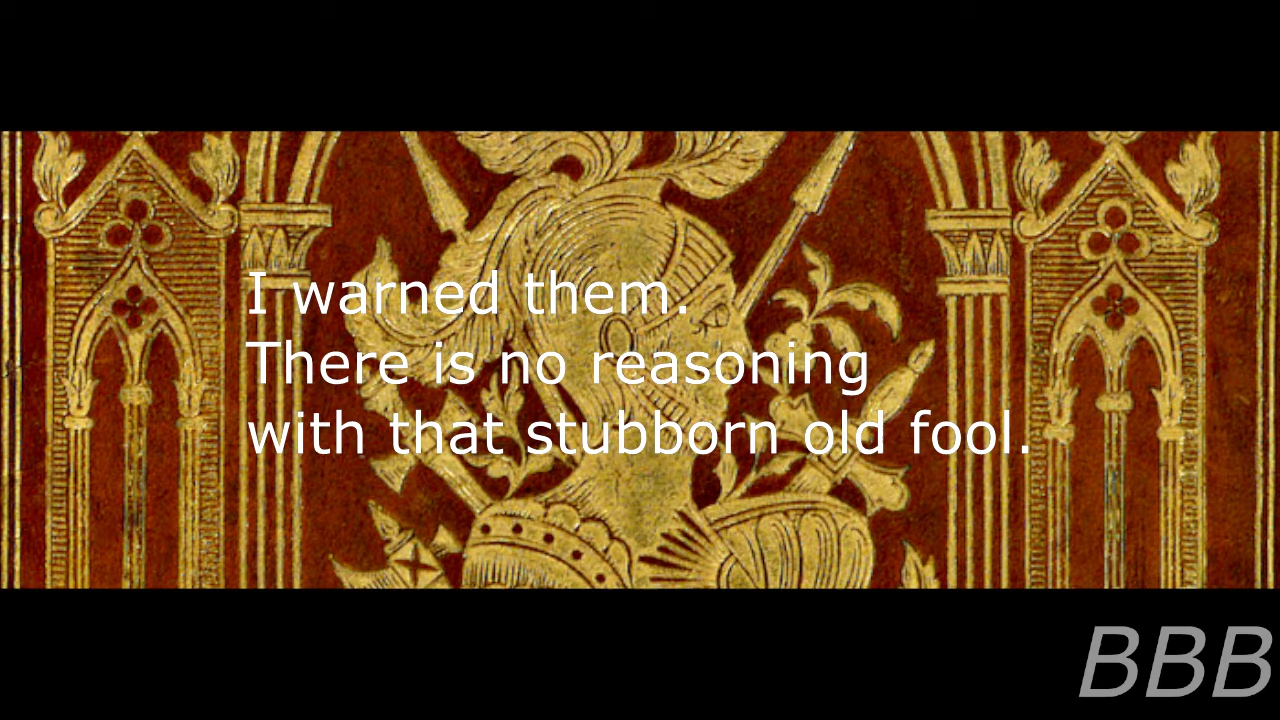 I warned them.
There is no reasoning
with that stubborn old fool.
BBB